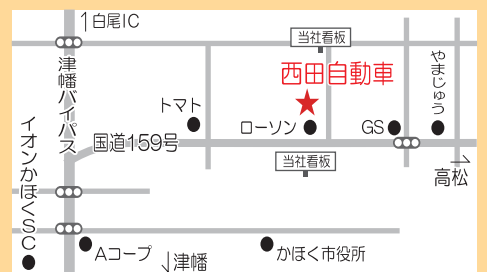 白尾IC
当社看板
津幡バイパス
西田自動車
やまじゅう
トマト
ローソン
GS
国道159号
当社看板
イオンかほくSC
高松
Aコープ
津幡
かほく市役所